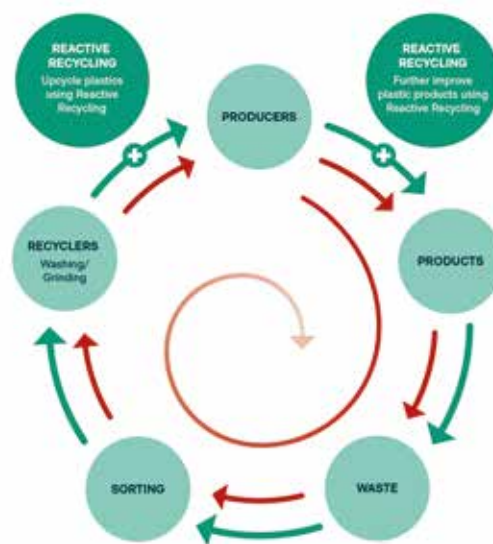 REACTIVE
RECYCLING
Upcycle plastics
using Reactive
Recycling
REACTIVE
RECYCLING
Further improve
plastic products using
Reactive Recycling
PRODUCERS
RECYCLERS
Washing/
Grinding
PRODUCTS
SORTING
WASTE